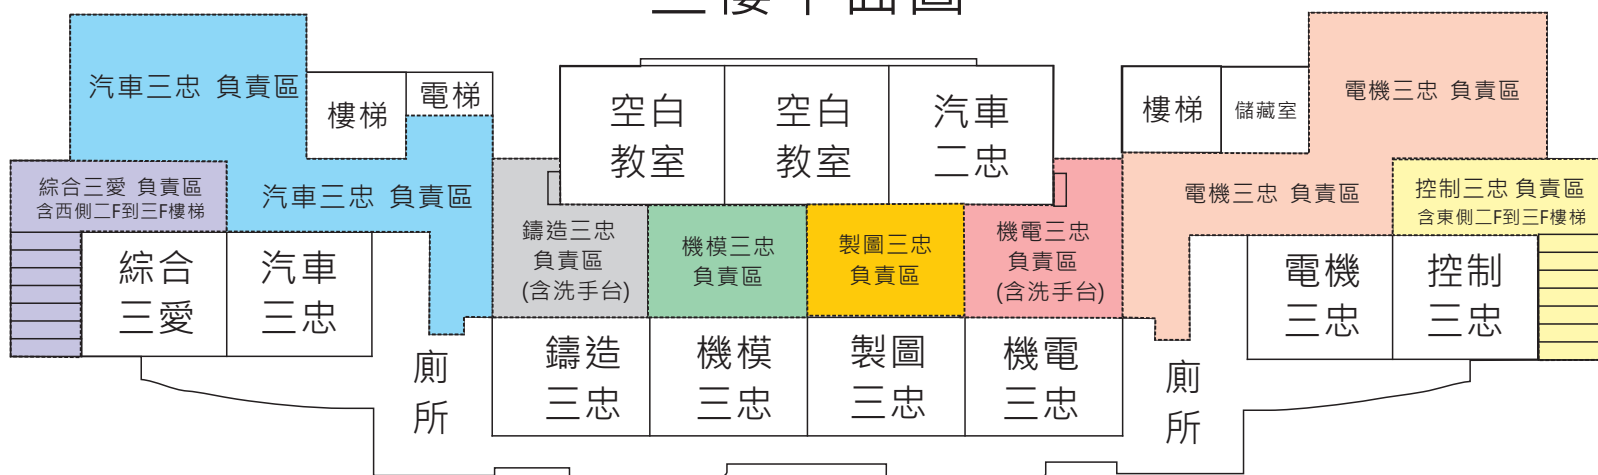 樓平面圖
汽車三忠 負責區
樓梯
電梯
空白
教室
空白
教室
汽車
二忠
樓梯
儲藏室
電機三忠 負責區
綜合三愛 負責區
含西側二F到三F樓梯
汽車三忠 負責區
鑄造三忠
負責區
(含洗手台)
機模三忠
負責區
製圖三忠
負責區
機電三忠
負責區
(含洗手台)
電機三忠 負責區
控制三忠 負責區
含東側二F到三F樓梯
綜合
三愛
汽車
三忠
廁
所
鑄造
三忠
機模
三忠
製圖
三忠
機電
三忠
廁
所
電機
三忠
控制
三忠